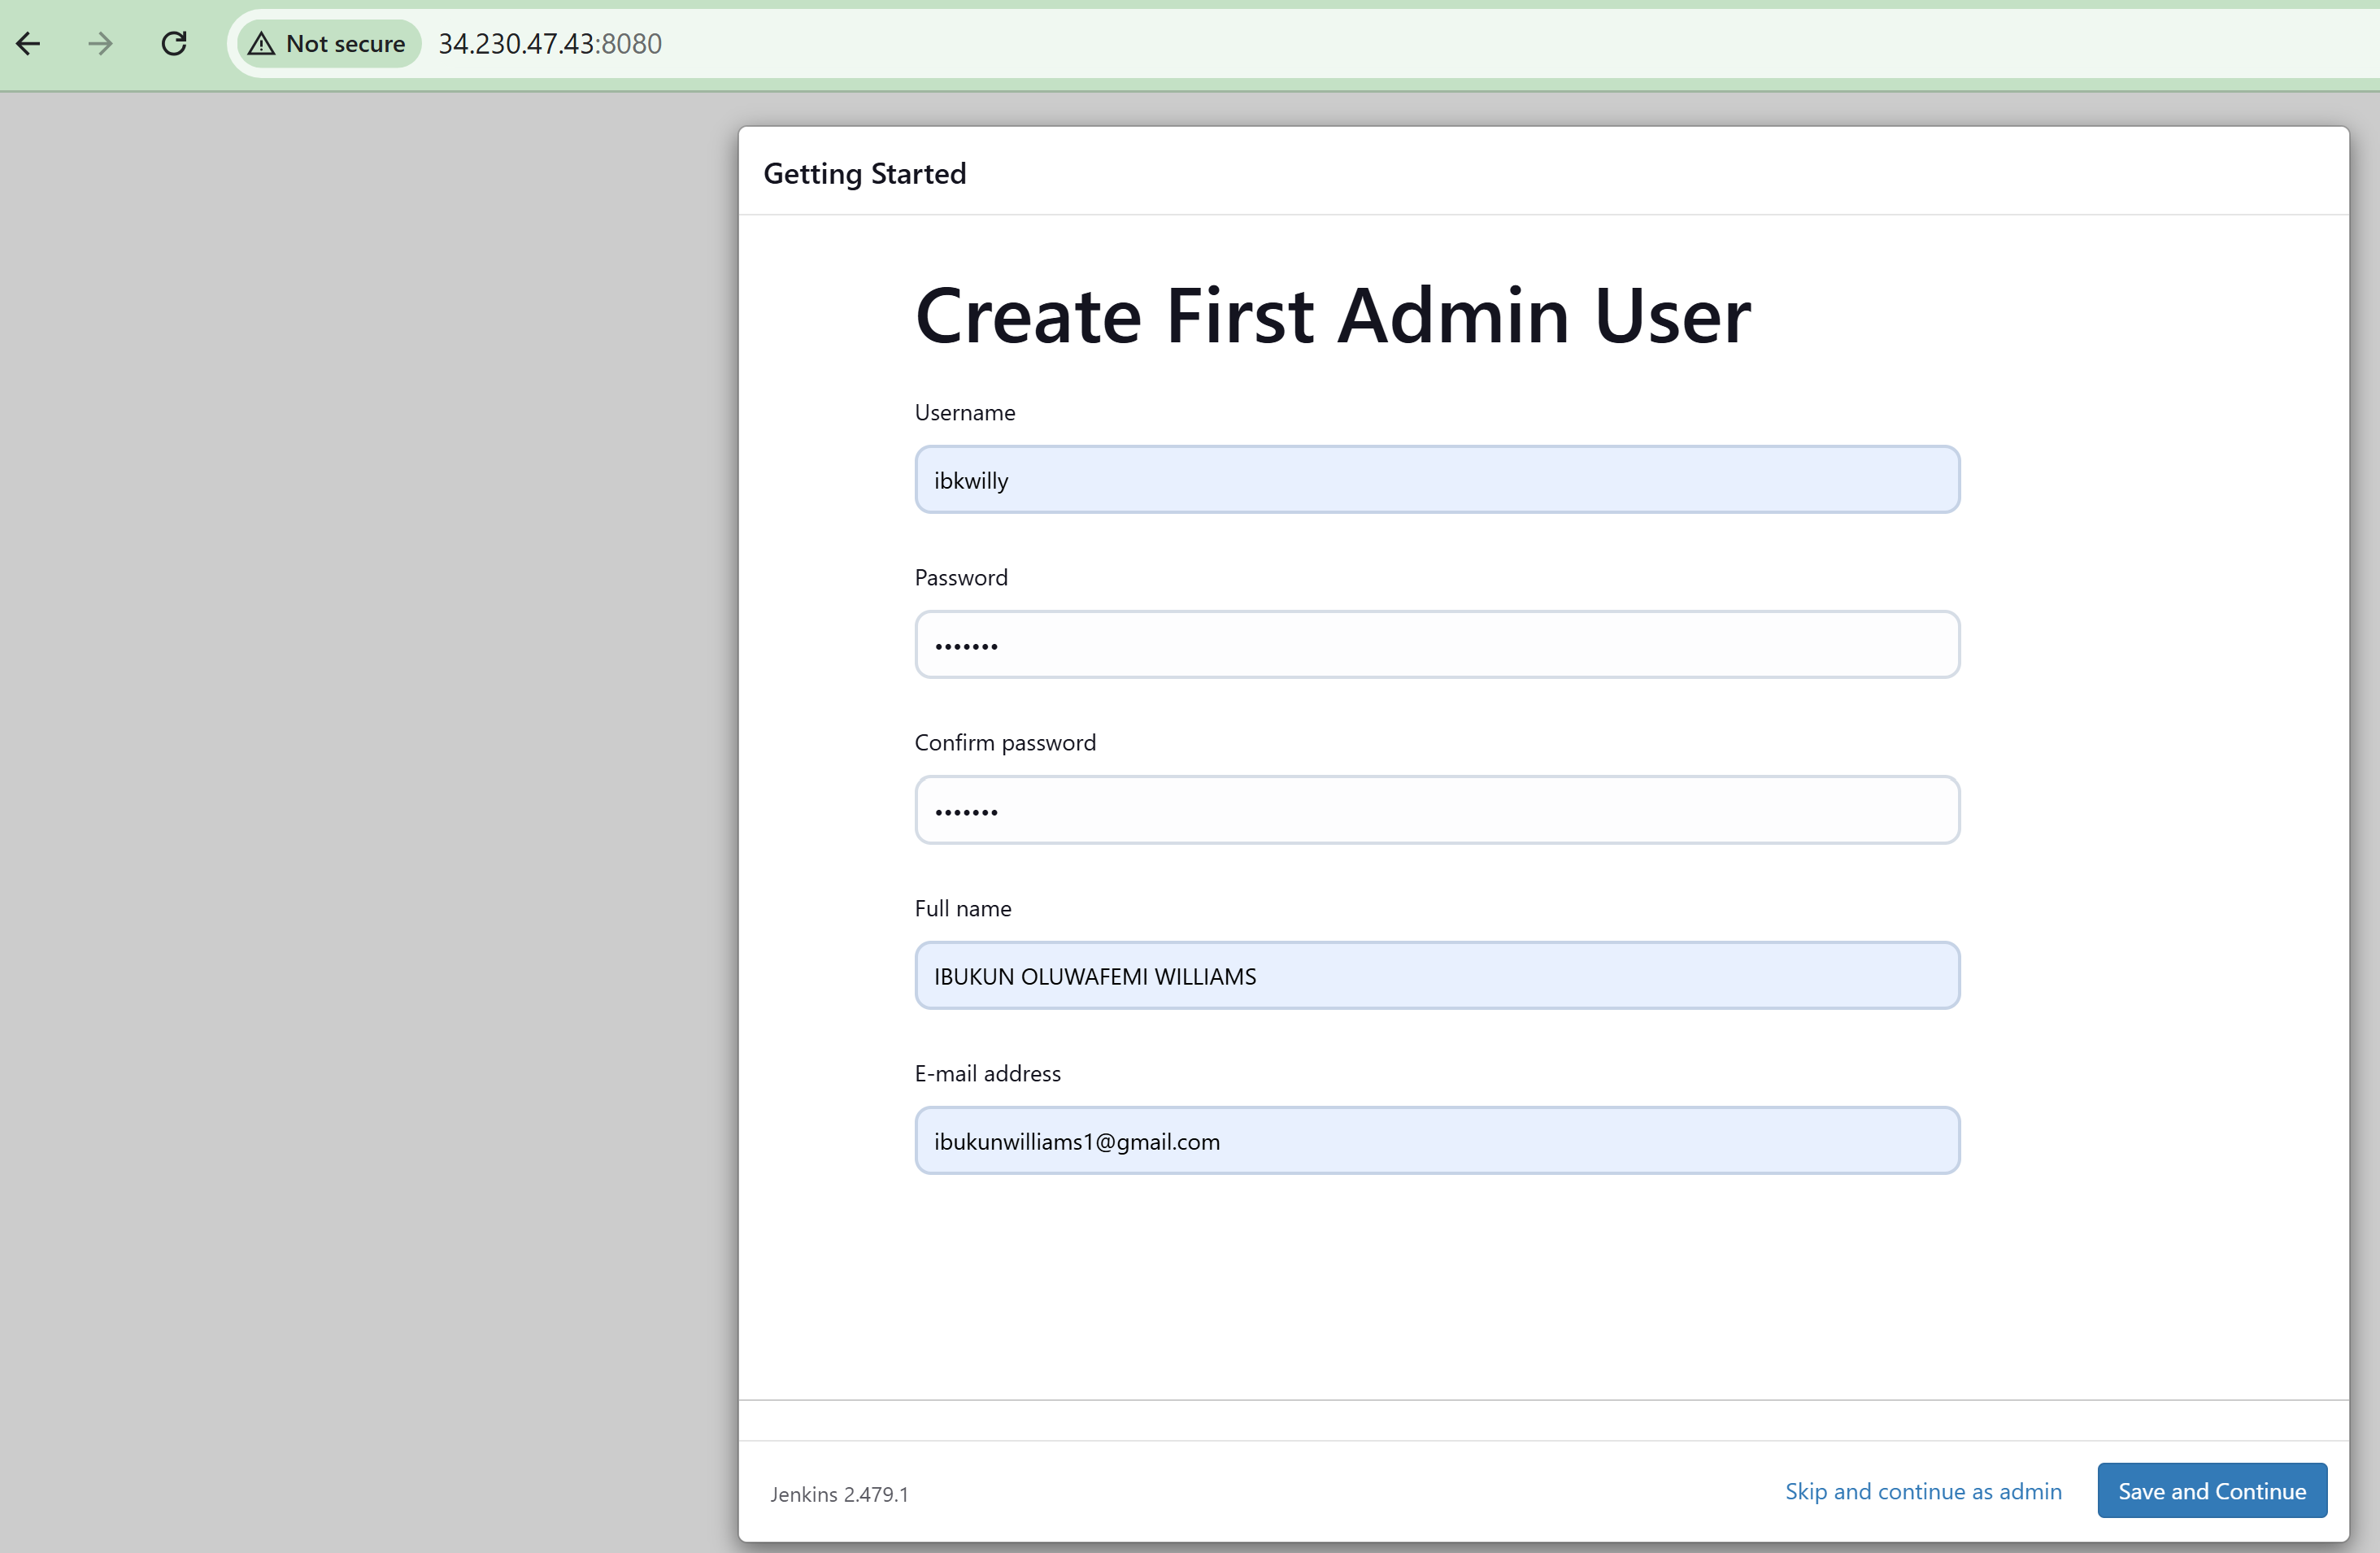 Not secure 34.230.47.43:8080
Getting Started
Create First Admin User
Username
ibkwilly
Password
•••••••
Confirm password
•••••••
Full name
IBUKUN OLUWAFEMI WILLIAMS
E-mail address
ibukunwilliams1@gmail.com
Jenkins 2.479.1
Skip and continue as admin
Save and Continue